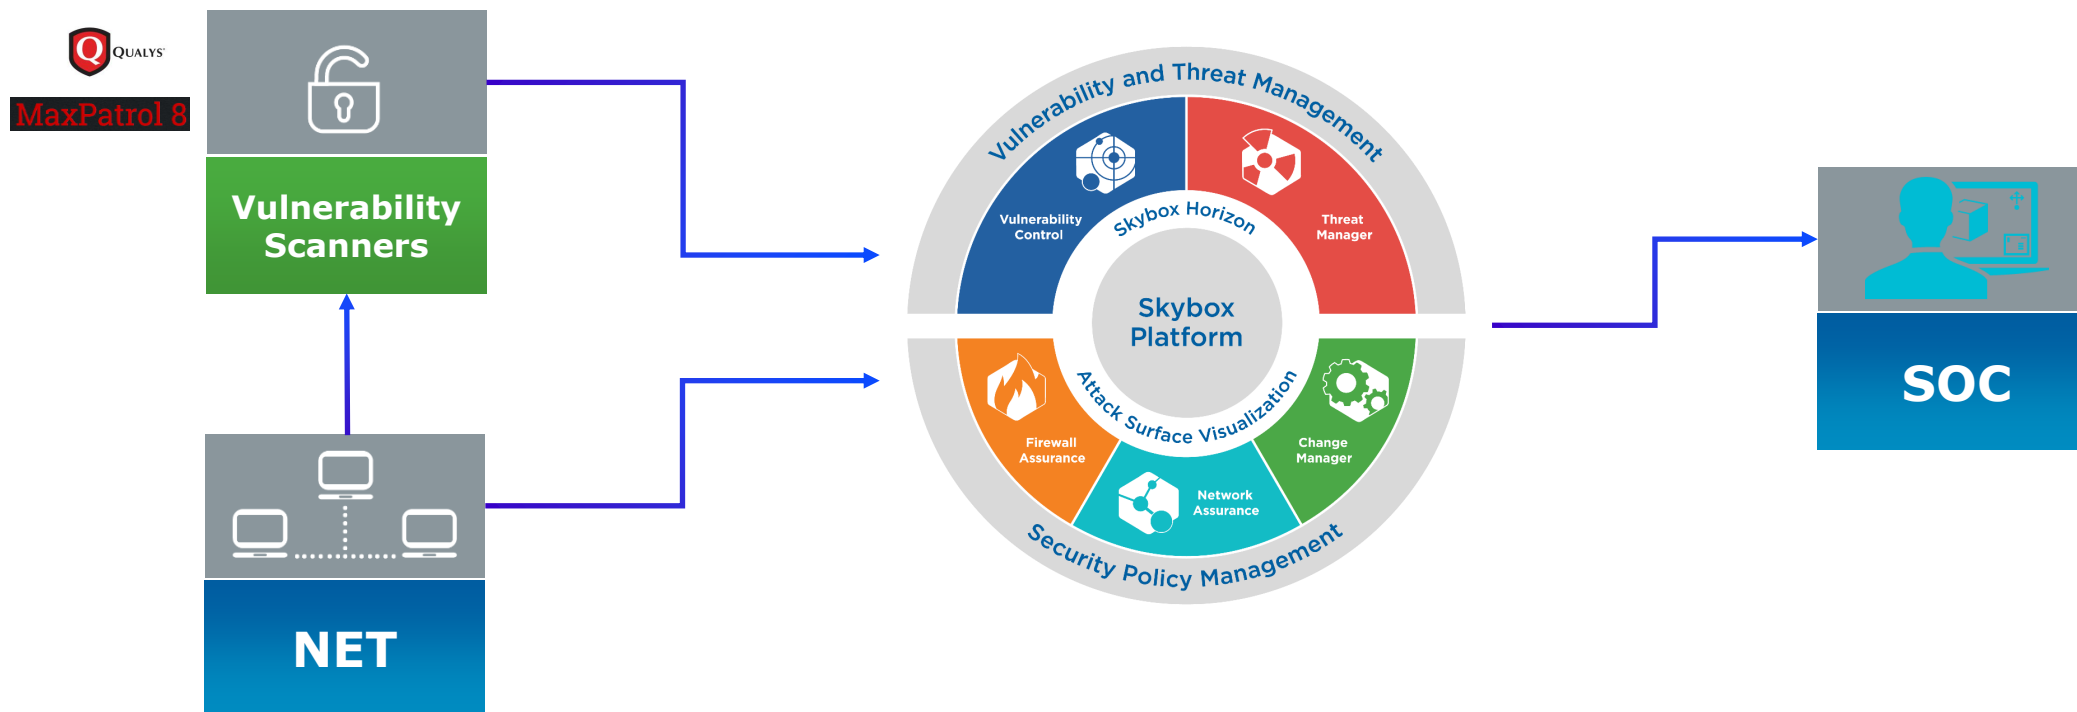 QUALYS
MaxPatrol 8
Vulnerability
Scanners
NET
Vulnerability and Threat Management
Vulnerability
Control
Threat
Manager
Skybox Horizon
Skybox
Platform
Attack Surface Visualization
Firewall
Assurance
Network
Assurance
Change
Manager
Security Policy Management
SOC